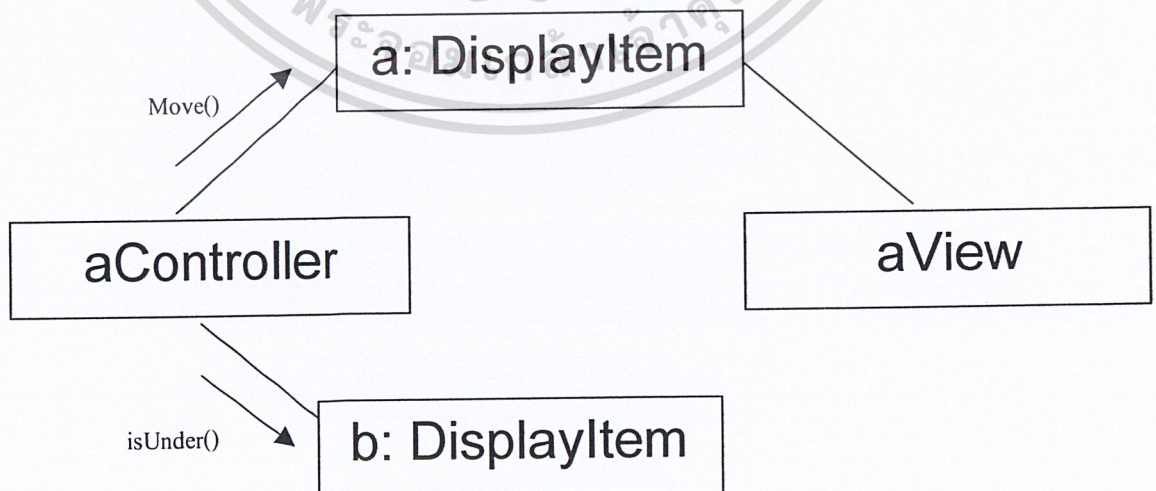 a: DisplayItem
Move()
aController
aView
isUnder()
b: DisplayItem